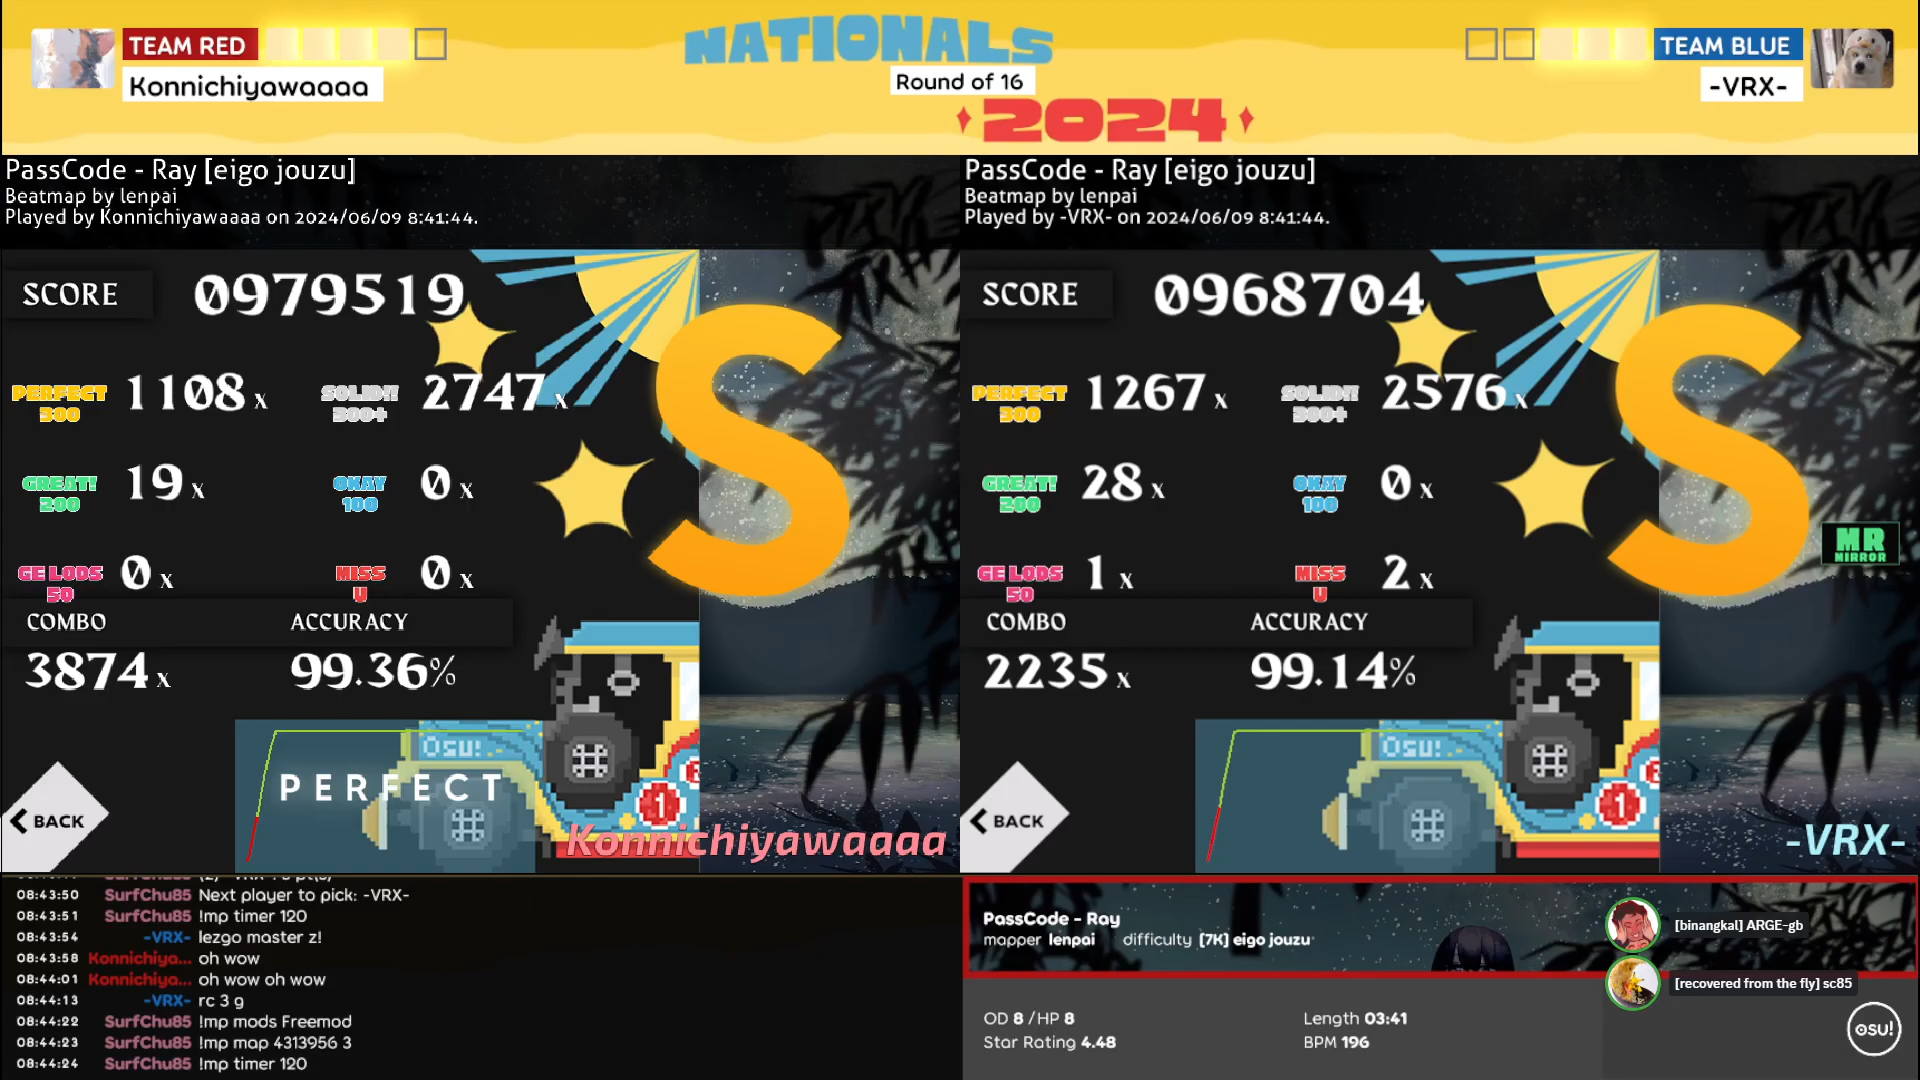 TEAM RED
Konnichiyawaaaa
NATIONALS
Round of 16
2024
TEAM BLUE
-VRX-
PassCode - Ray [eigo jouzu]
Beatmap by lenpai
Played by Konnichiyawaaaa on 2024/06/09 8:41:44.
SCORE 0979519
PERFECT 300 1108 x SOLID!! 300+ 2747 x
GREAT! 200 19 x OKAY 100 0 x
GE LODS 50 0 x MISS U 0 x
COMBO ACCURACY
3874 x 99.36%
PERFECT
osu!
1
BACK
Konnichiyawaaaa
S
PassCode - Ray [eigo jouzu]
Beatmap by lenpai
Played by -VRX- on 2024/06/09 8:41:44.
SCORE 0968704
PERFECT 300 1267 x SOLID!! 300+ 2576 x
GREAT! 200 28 x OKAY 100 0 x
GE LODS 50 1 x MISS U 2 x
COMBO ACCURACY
2235 x 99.14%
osu!
1
BACK
-VRX-
S
MR
MIRROR
08:43:50 SurfChu85 Next player to pick: -VRX-
08:43:51 SurfChu85 !mp timer 120
08:43:54 -VRX- lezgo master z!
08:43:58 Konnichiya... oh wow
08:44:01 Konnichiya... oh wow oh wow
08:44:13 -VRX- rc 3 g
08:44:22 SurfChu85 !mp mods Freemod
08:44:23 SurfChu85 !mp map 4313956 3
08:44:24 SurfChu85 !mp timer 120
PassCode - Ray
mapper lenpai difficulty [7K] eigo jouzu
[binangkal] ARGE-gb
[recovered from the fly] sc85
OD 8 / HP 8 Length 03:41
Star Rating 4.48 BPM 196
osu!